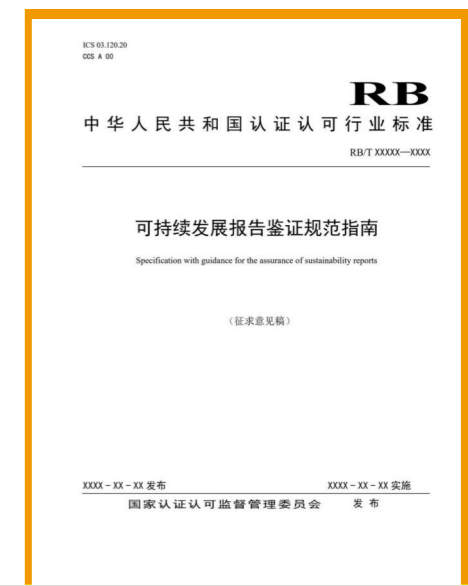 ICS 03.120.20
CCS A 00
RB
中华人民共和国认证认可行业标准
RB/T XXXXX—XXXX
可持续发展报告鉴证规范指南
Specification with guidance for the assurance of sustainability reports
（征求意见稿）
XXXX－XX－XX 发布 XXXX－XX－XX 实施
国家认证认可监督管理委员会 发 布